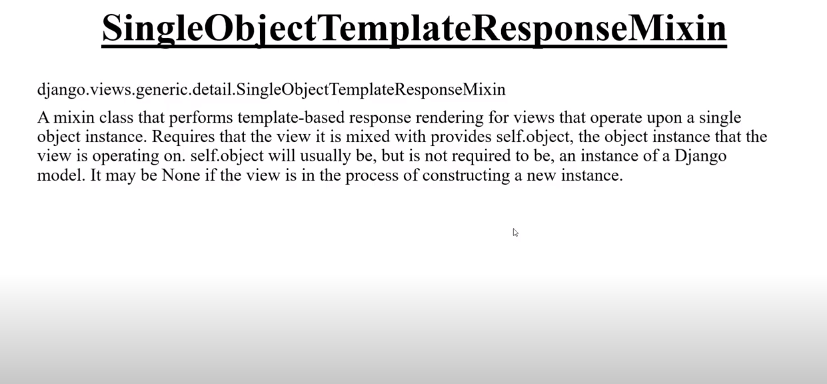 SingleObjectTemplateResponseMixin
django.views.generic.detail.SingleObjectTemplateResponseMixin
A mixin class that performs template-based response rendering for views that operate upon a single
object instance. Requires that the view it is mixed with provides self.object, the object instance that the
view is operating on. self.object will usually be, but is not required to be, an instance of a Django
model. It may be None if the view is in the process of constructing a new instance.